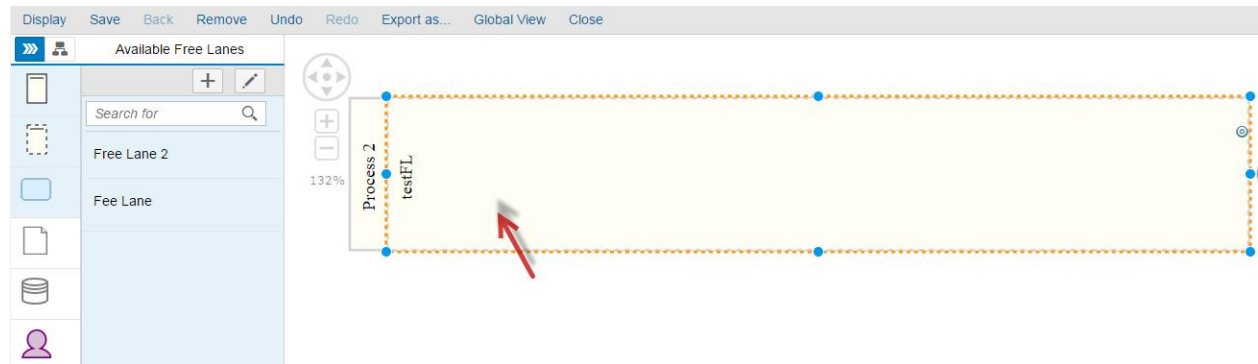 Display Save Back Remove Undo Redo Export as... Global View Close
Available Free Lanes
Search for
Free Lane 2
Fee Lane
132%
Process 2
testFL